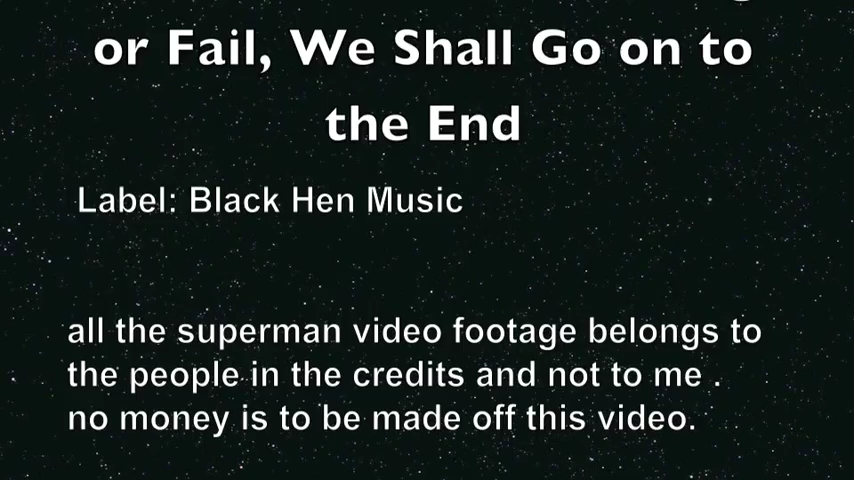 or Fail, We Shall Go on to
the End
Label: Black Hen Music
all the superman video footage belongs to
the people in the credits and not to me .
no money is to be made off this video.